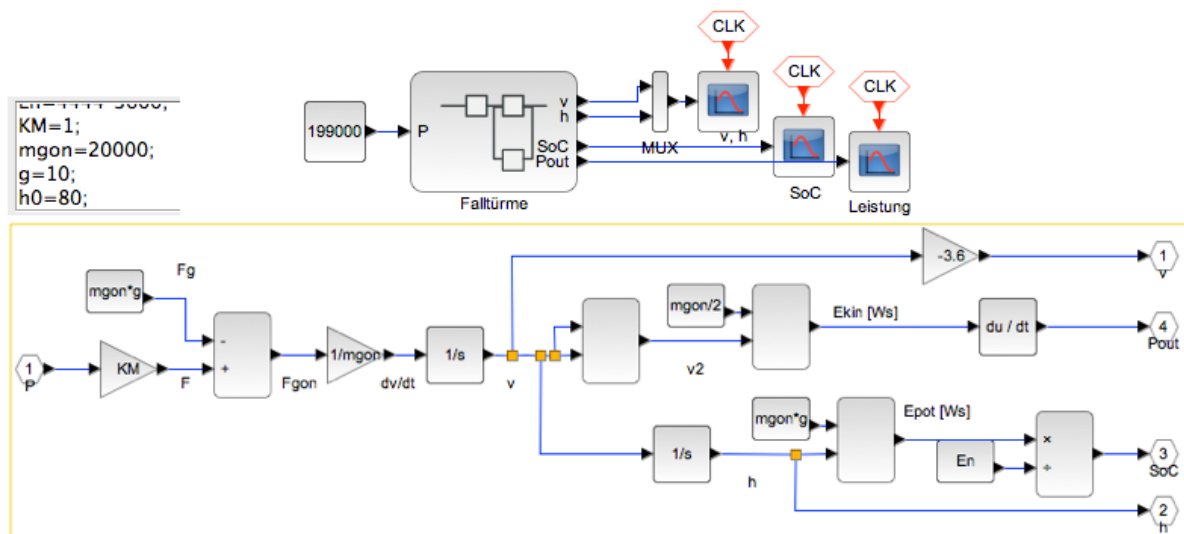 CLK
CLK
CLK
KM=1;
mgon=20000;
g=10;
h0=80;
199000
P
v
h
SoC
Pout
Falltürme
MUX
v, h
SoC
Leistung
Fg
mgon*g
-
+
1
P
KM
F
Fgon
1/mgon
dv/dt
1/s
v
-3.6
1
v
mgon/2
v2
Ekin [Ws]
du / dt
4
Pout
1/s
h
mgon*g
Epot [Ws]
En
×
÷
3
SoC
2
h